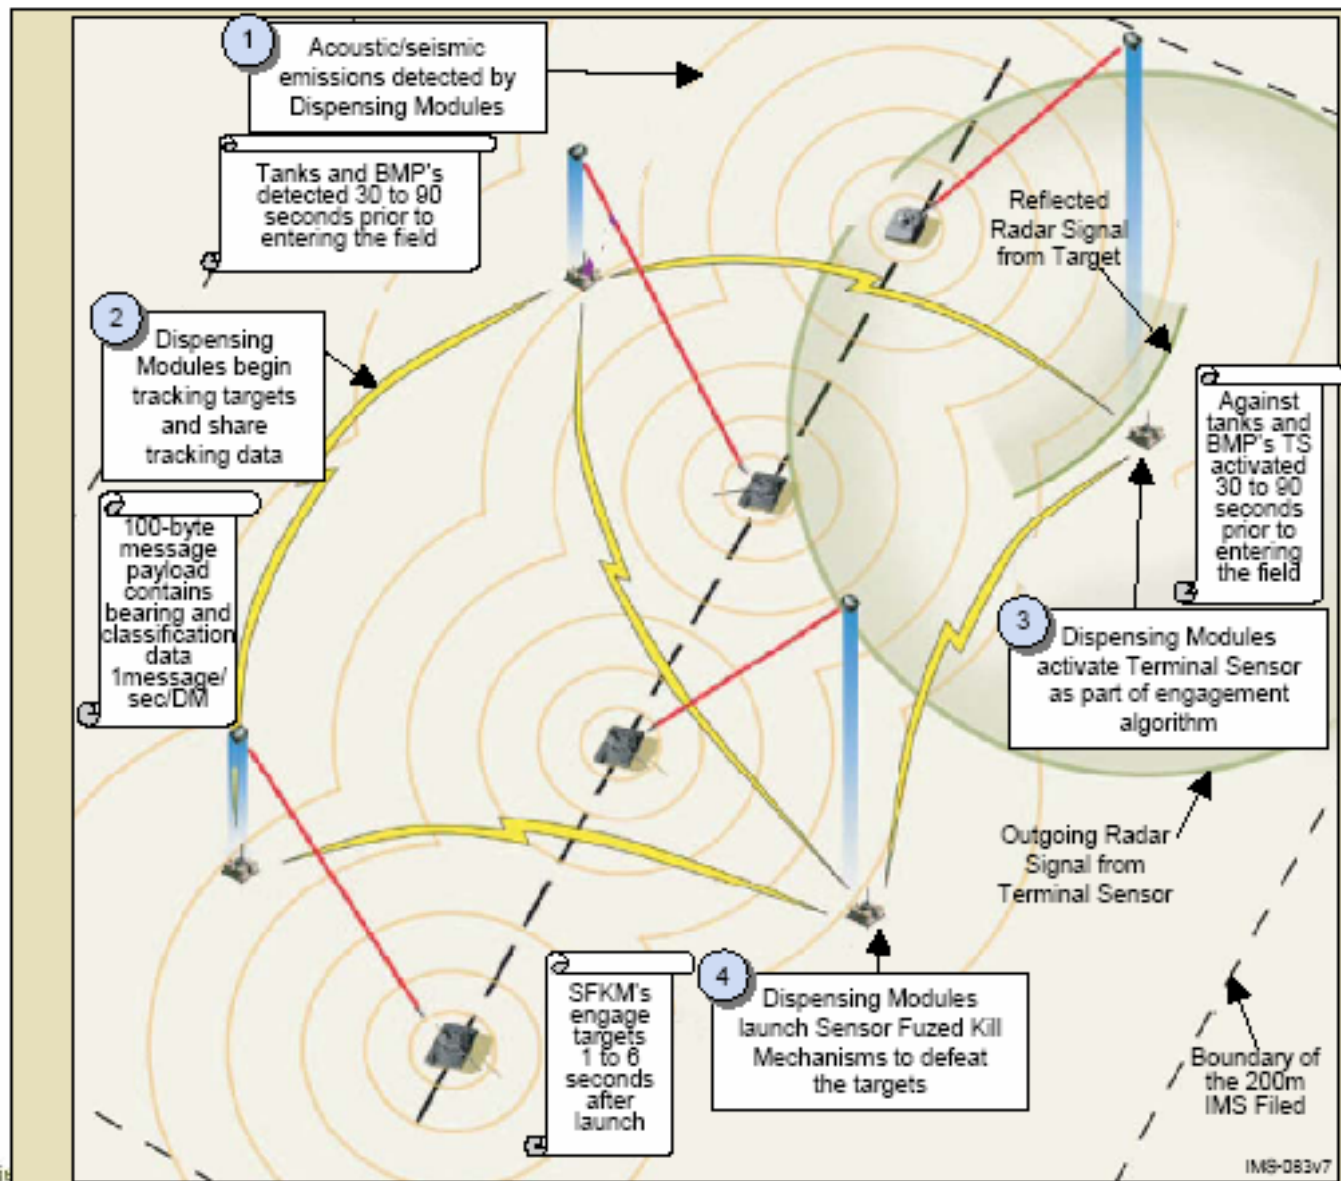 1
Acoustic/seismic
emissions detected by
Dispensing Modules
Tanks and BMP's
detected 30 to 90
seconds prior to
entering the field
2
Dispensing
Modules begin
tracking targets
and share
tracking data
100-byte
message
payload
contains
bearing and
classification
data
1message/
sec/DM
Reflected
Radar Signal
from Target
Against
tanks and
BMP's TS
activated
30 to 90
seconds
prior to
entering
the field
3
Dispensing Modules
activate Terminal Sensor
as part of engagement
algorithm
Outgoing Radar
Signal from
Terminal Sensor
SFKM's
engage
targets
1 to 6
seconds
after
launch
4
Dispensing Modules
launch Sensor Fuzed Kill
Mechanisms to defeat
the targets
Boundary of
the 200m
IMS Filed
IMS-083v7